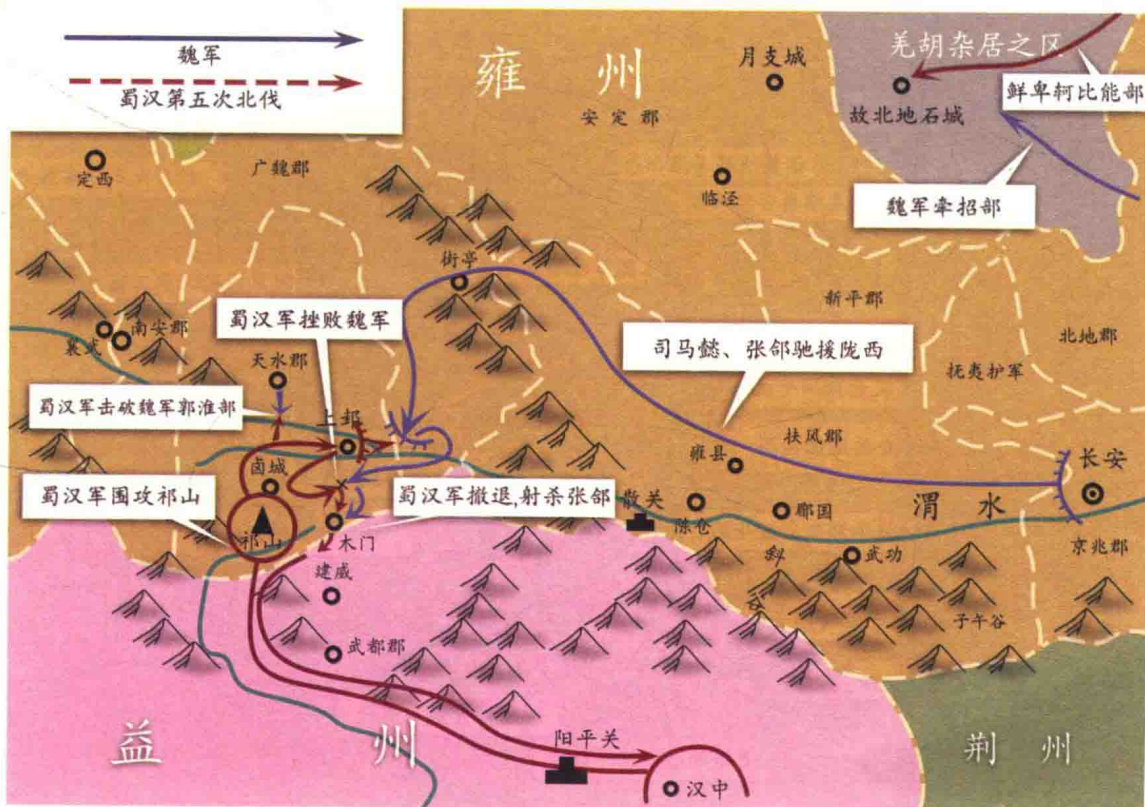 魏军
蜀汉第五次北伐
雍州
羌胡杂居之区
月支城
故北地石城
鲜卑轲比能部
安定郡
广魏郡
定西
临泾
魏军牵招部
街亭
新平郡
蜀汉军挫败魏军
南安郡
襄武
天水郡
司马懿、张郃驰援陇西
北地郡
抚夷护军
蜀汉军击破魏军郭淮部
上邽
扶风郡
雍县
长安
卤城
蜀汉军围攻祁山
蜀汉军撤退,射杀张郃
散关
陈仓
郿国
渭水
祁山
木门
斜谷
武功
京兆郡
建威
子午谷
武都郡
益州
阳平关
荆州
汉中